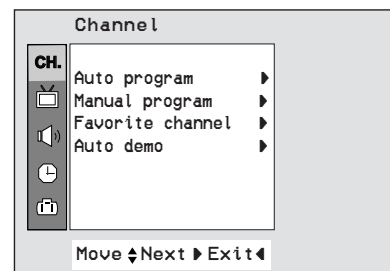 Channel
CH.
Auto program
Manual program
Favorite channel
Auto demo
Move Next Exit